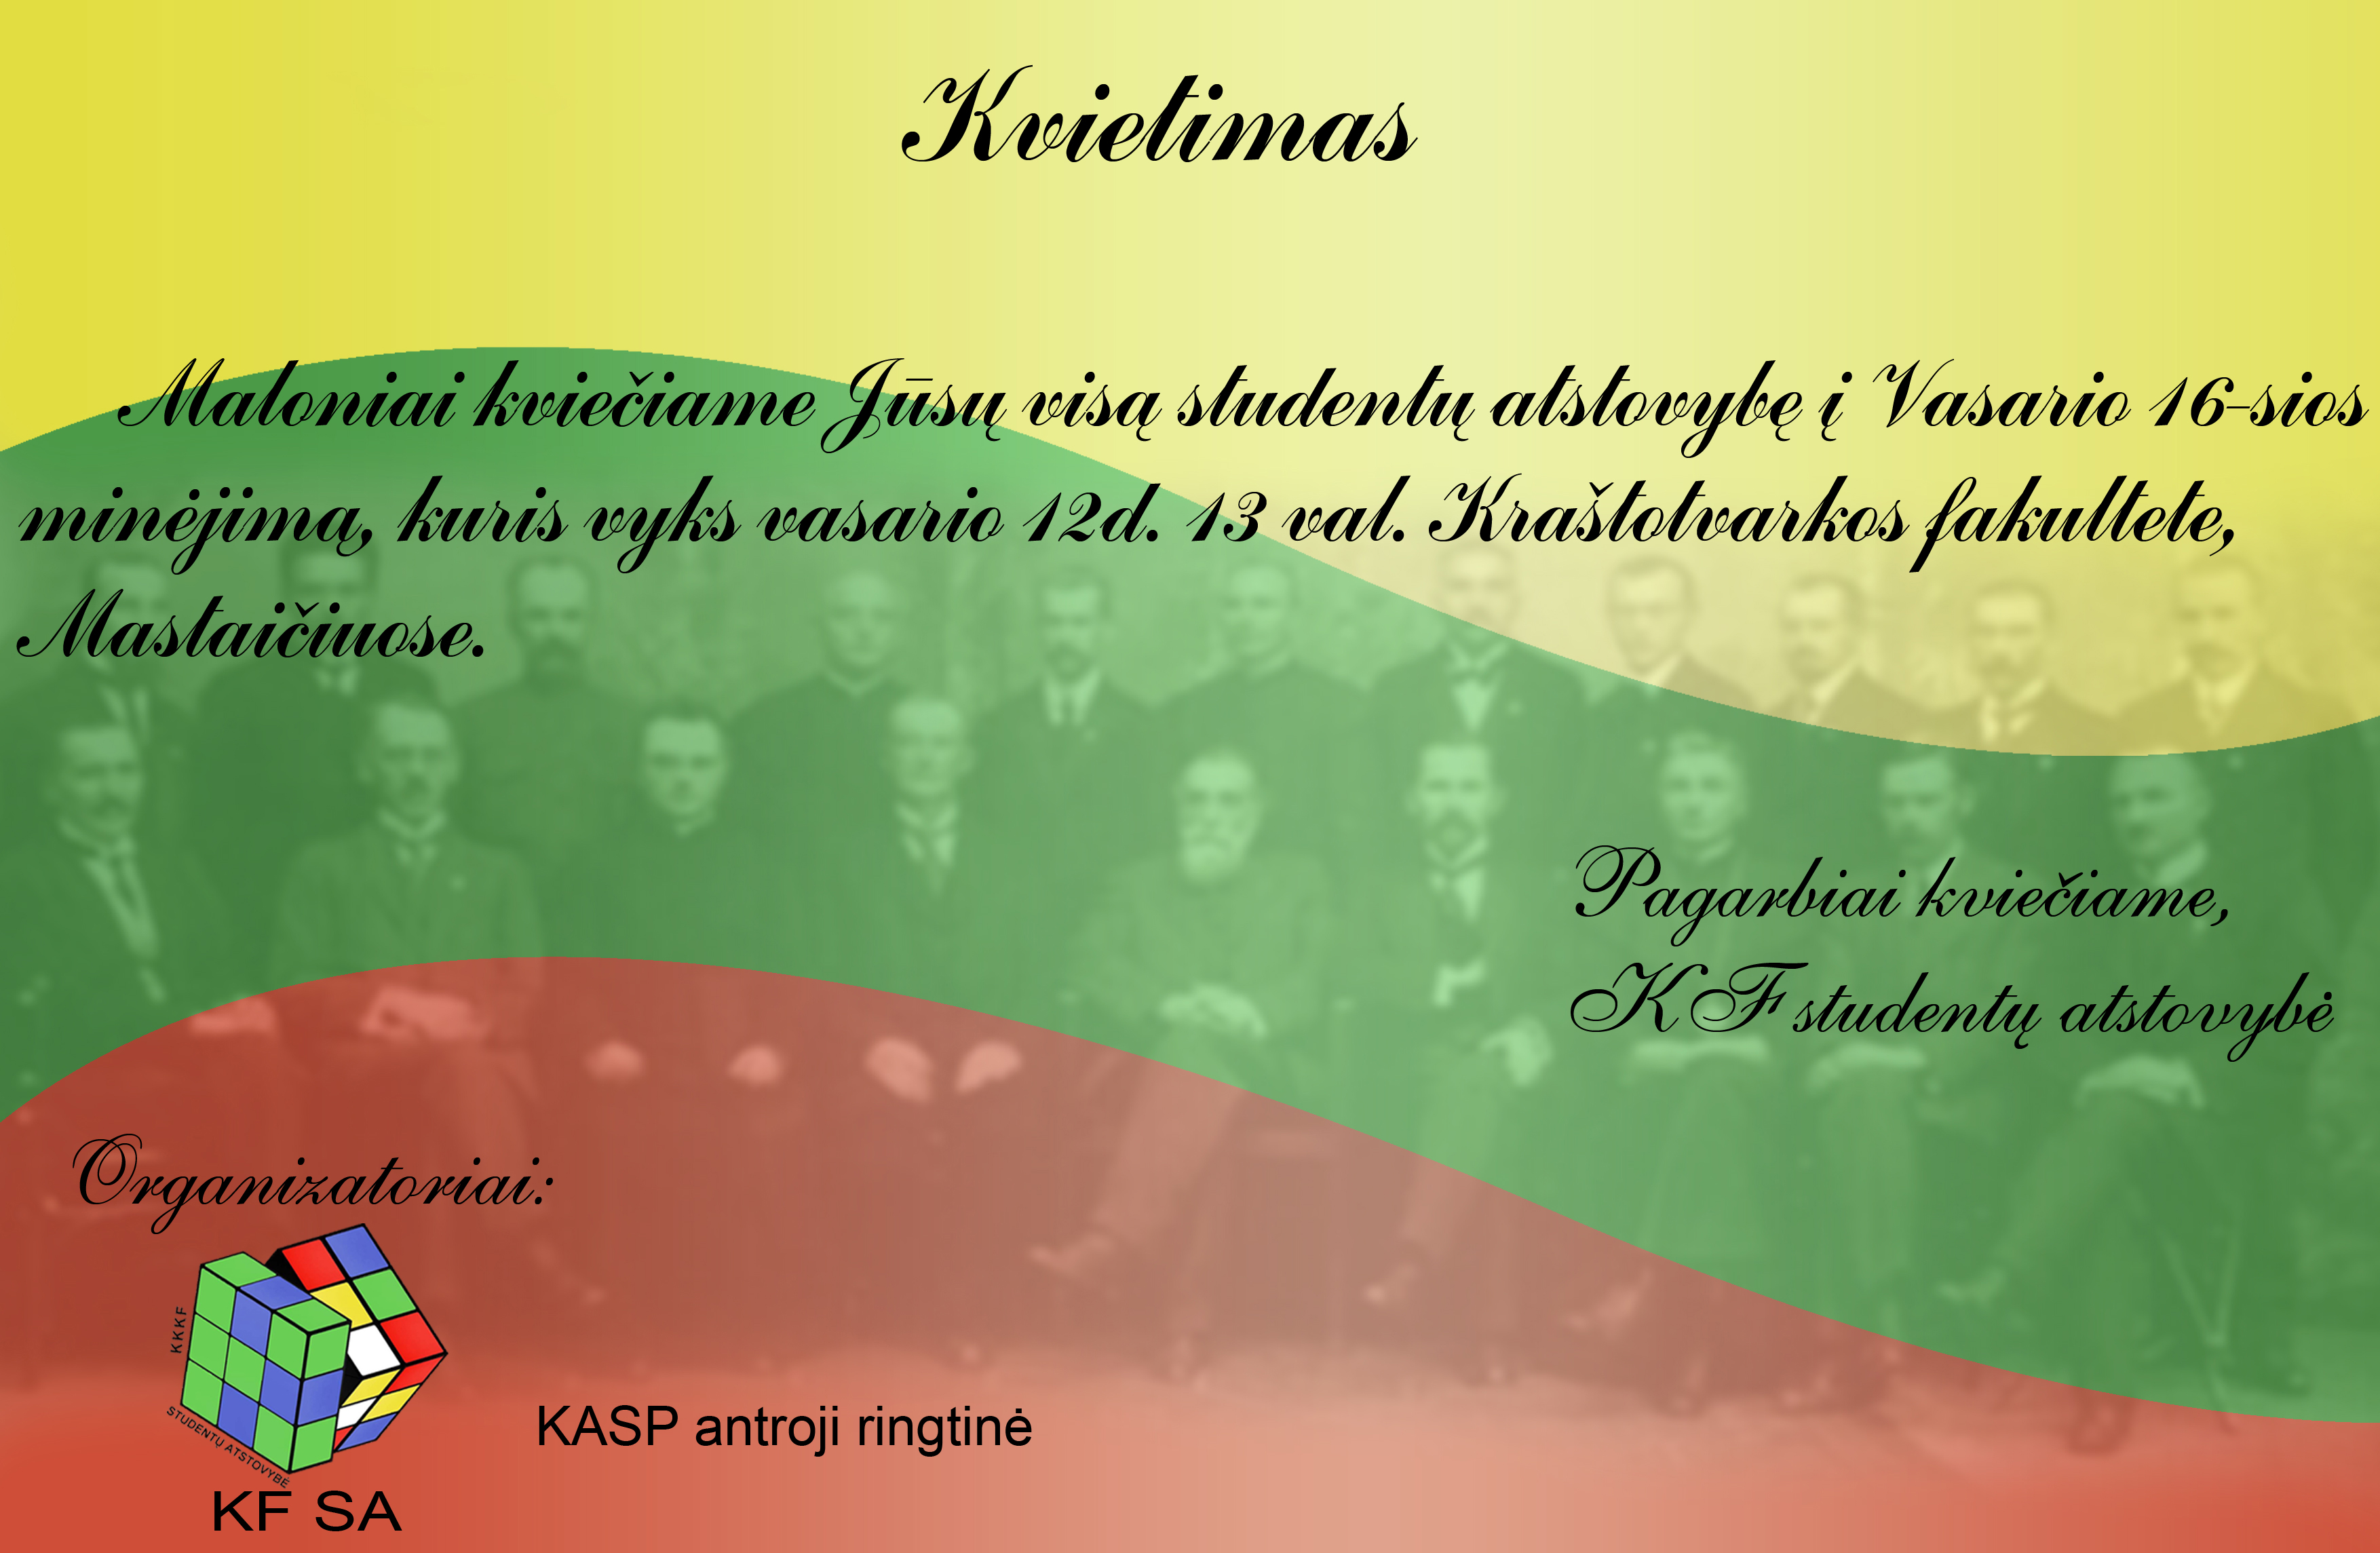 Kvietimas
Maloniai kviečiame Jūsų visą studentų atstovybę į Vasario 16-sios
minėjimą, kuris vyks vasario 12d. 13 val. Kraštotvarkos fakultete,
Mastaičiuose.
Pagarbiai kviečiame,
KF studentų atstovybė
Organizatoriai:
KKKF
STUDENTŲ ATSTOVYBĖ
KASP antroji ringtinė
KF SA